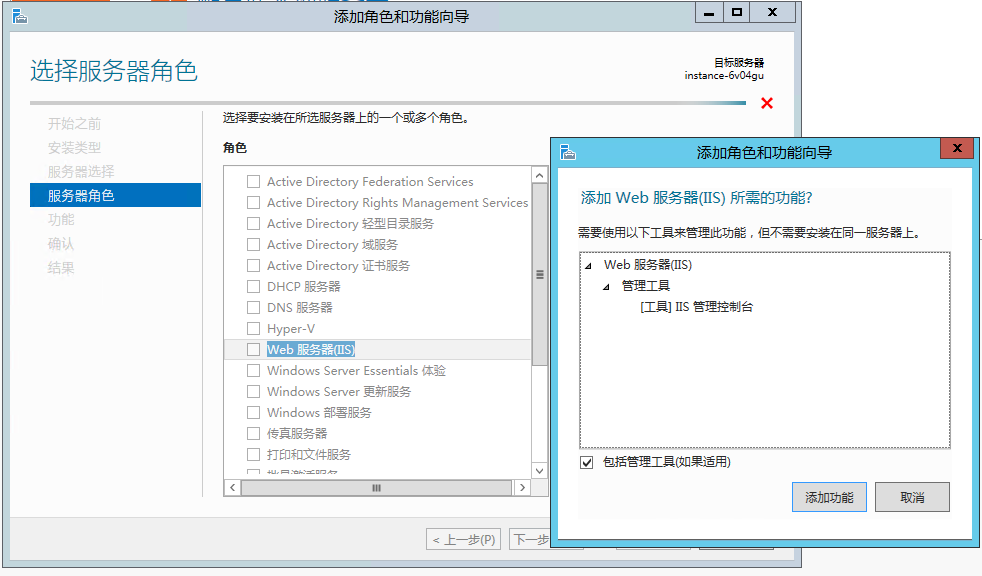 添加角色和功能向导
选择服务器角色
目标服务器
instance-6v04gu
开始之前
安装类型
服务器选择
服务器角色
功能
确认
结果
选择要安装在所选服务器上的一个或多个角色。
角色
Active Directory Federation Services
Active Directory Rights Management Services
Active Directory 轻型目录服务
Active Directory 域服务
Active Directory 证书服务
DHCP 服务器
DNS 服务器
Hyper-V
Web 服务器(IIS)
Windows Server Essentials 体验
Windows Server 更新服务
Windows 部署服务
传真服务器
打印和文件服务
< 上一步(P)
下一步
添加角色和功能向导
添加 Web 服务器(IIS) 所需的功能?
需要使用以下工具来管理此功能，但不需要安装在同一服务器上。
Web 服务器(IIS)
管理工具
[工具] IIS 管理控制台
包括管理工具(如果适用)
添加功能
取消